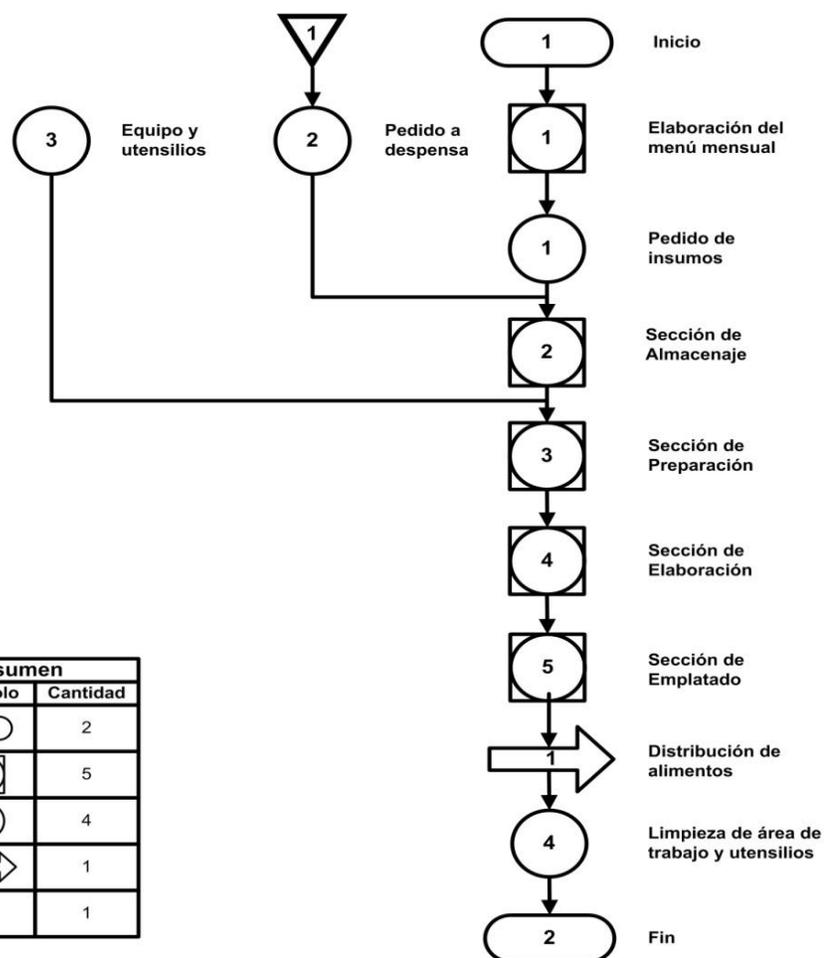 1
1
Inicio
3
Equipo y
utensilios
2
Pedido a
despensa
1
Elaboración del
menú mensual
1
Pedido de
insumos
2
Sección de
Almacenaje
3
Sección de
Preparación
4
Sección de
Elaboración
5
Sección de
Emplatado
1
Distribución de
alimentos
4
Limpieza de área de
trabajo y utensilios
2
Fin
sumen
olo Cantidad
2
5
4
1
1